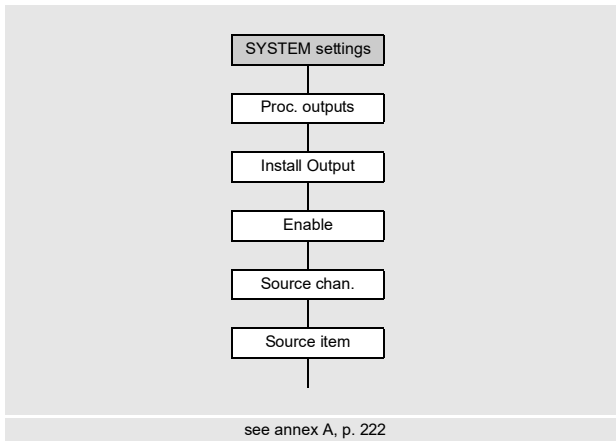 SYSTEM settings
Proc. outputs
Install Output
Enable
Source chan.
Source item
see annex A, p. 222